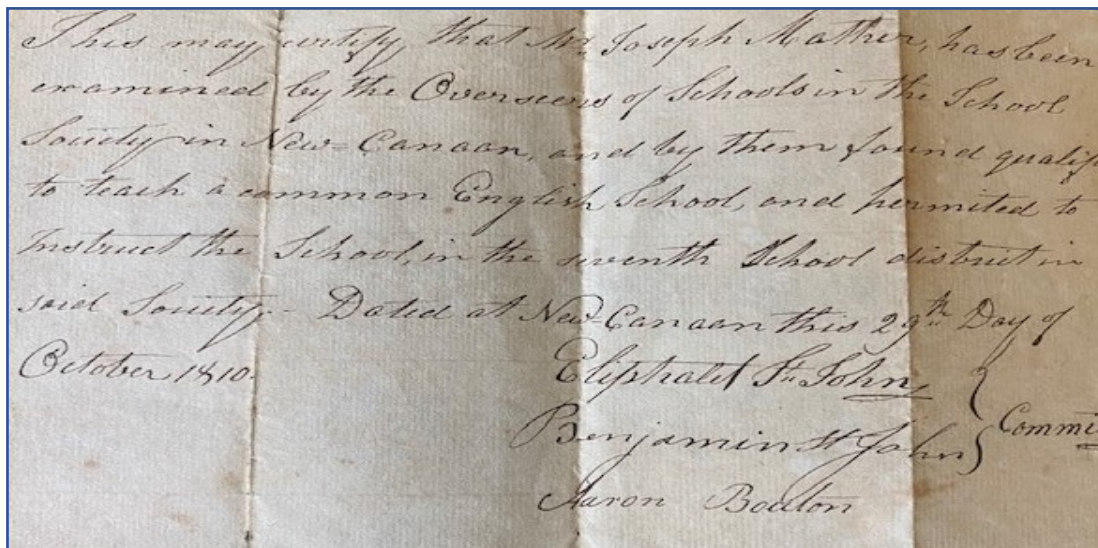 This may certify that Mr. Joseph Mather, has been
examined by the Overseers of Schools in the School
Society in New=Canaan, and by them found qualif
to teach a common English School, and permited to
Instruct the School, in the seventh School district in
said Society.- Dated at New-Canaan this 29th Day of
October, 1810.
Eliphalet St. John
Benjamin St John
Commi
Aaron Bouton